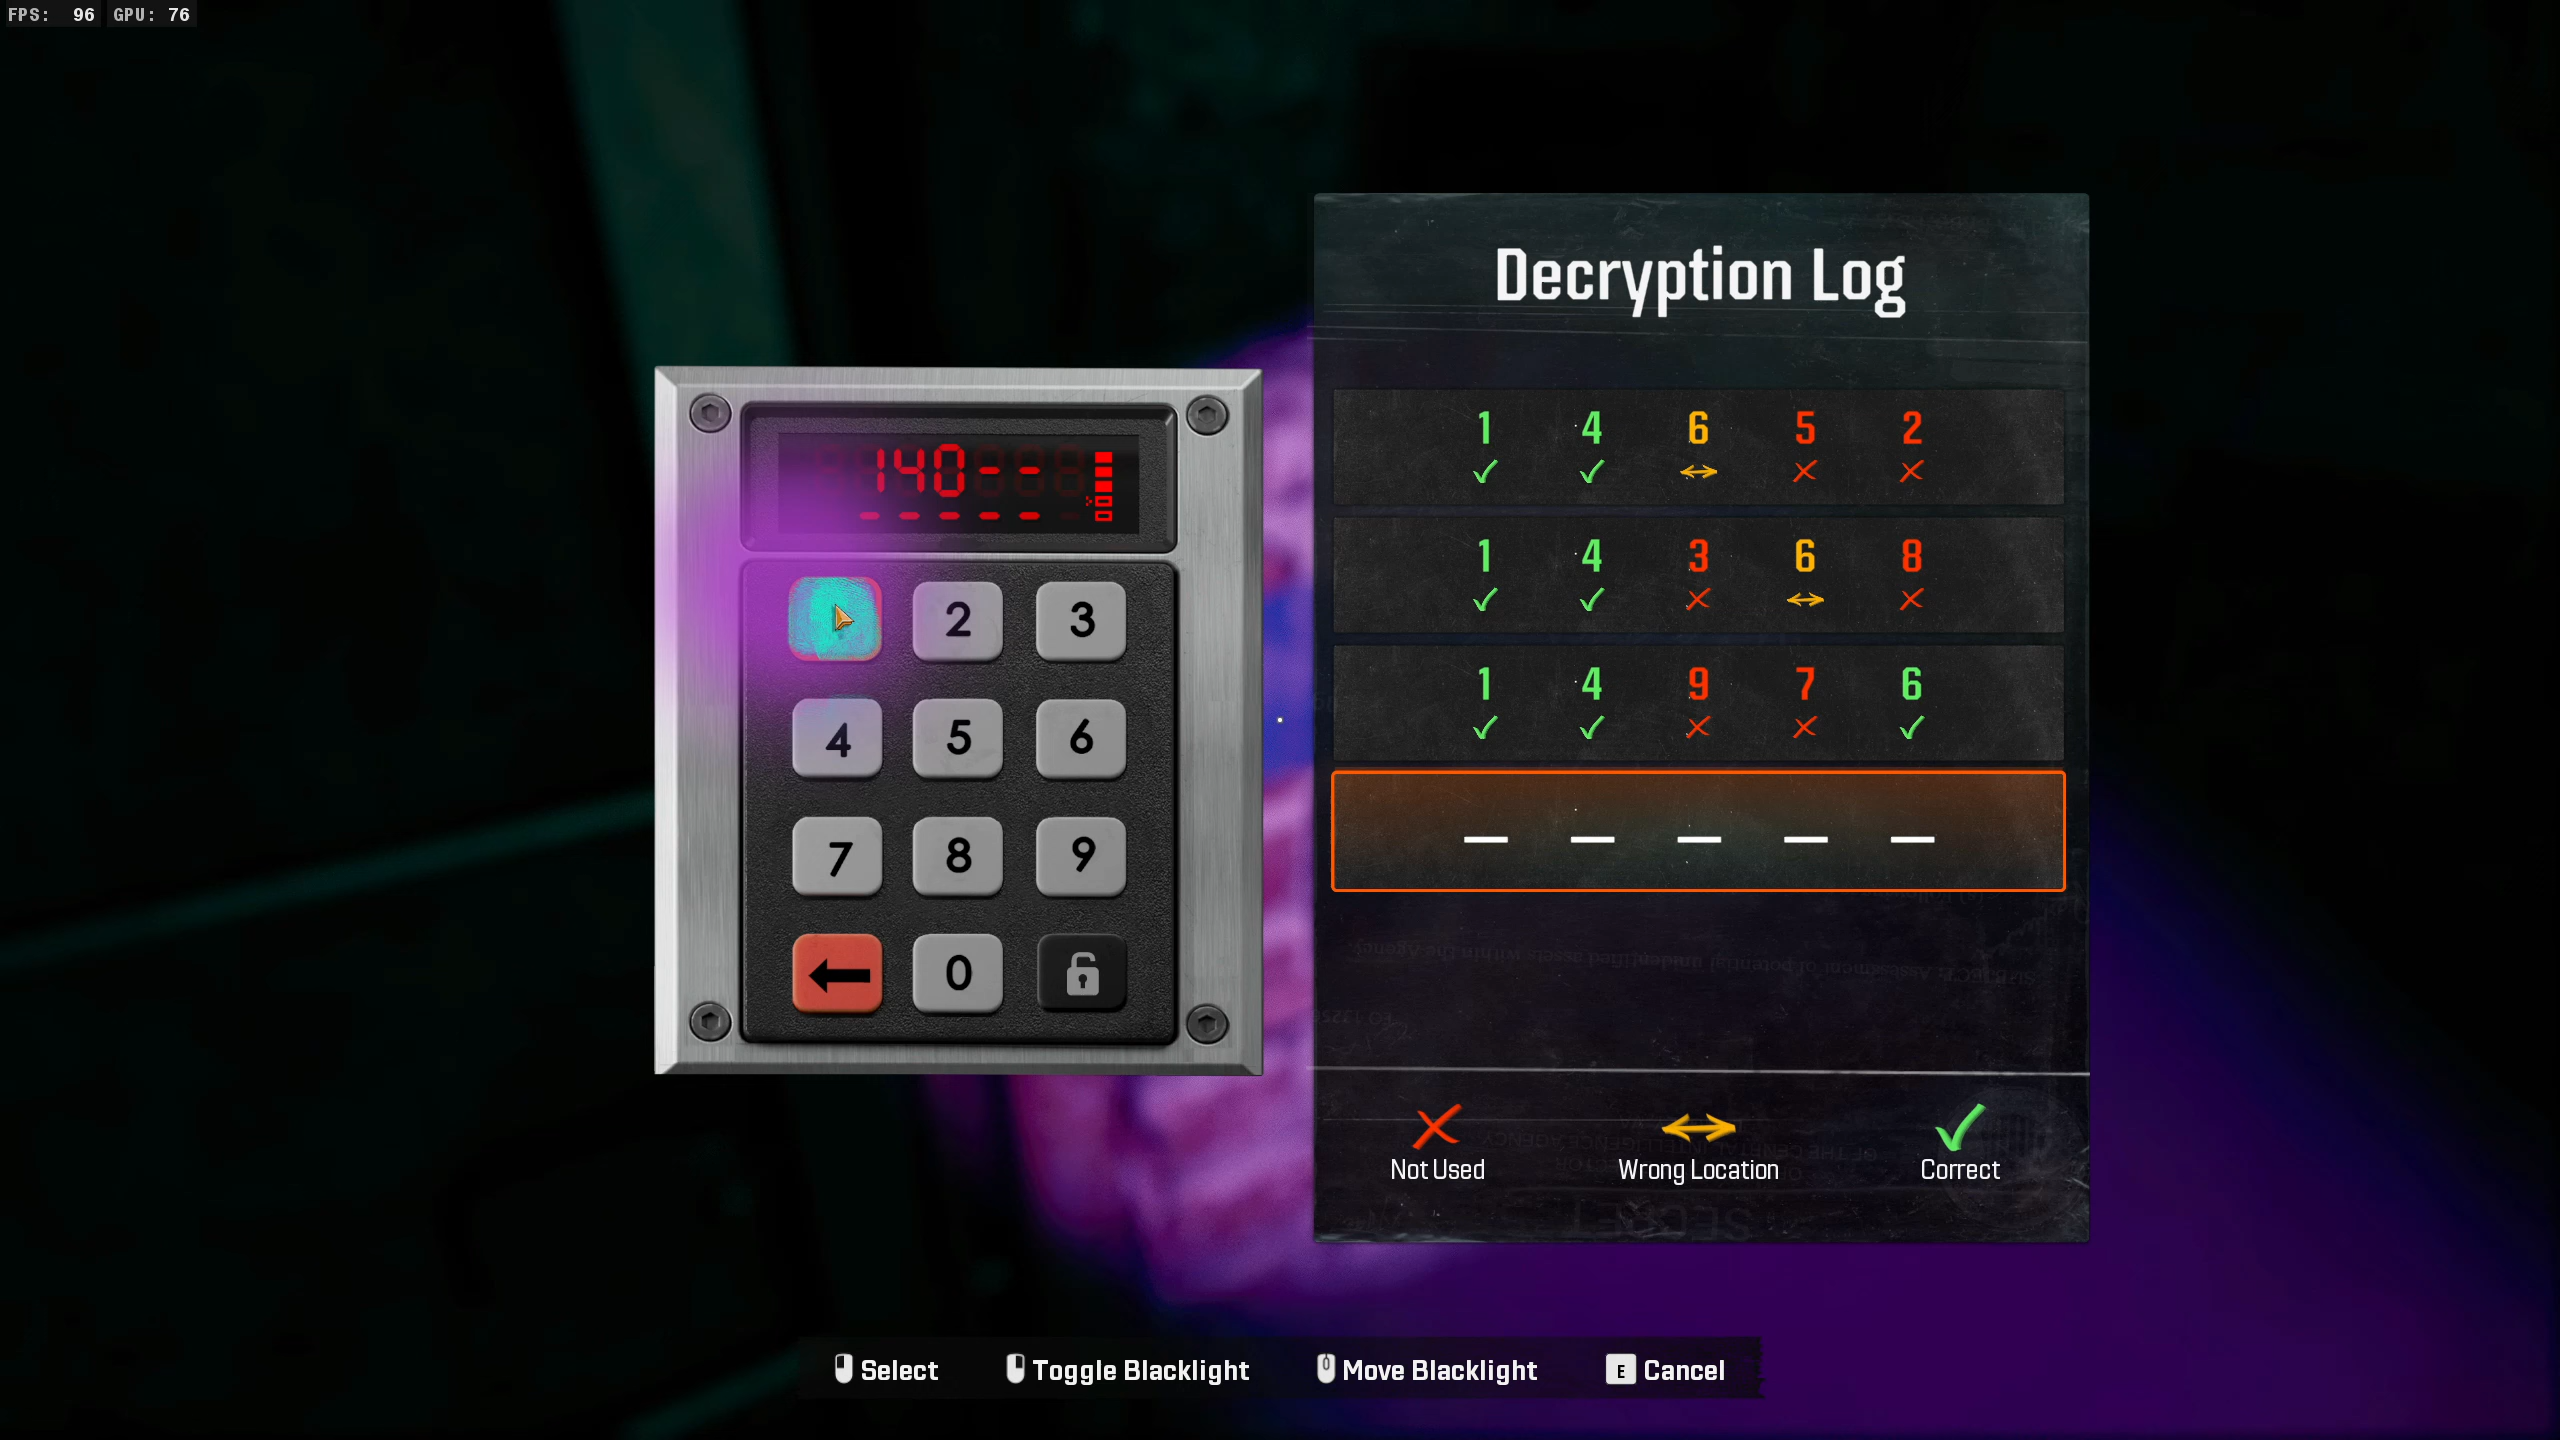 FPS: 96 GPU: 76
Decryption Log
140--
1 4 6 5 2
1 4 3 6 8
1 4 9 7 6
2 3
4 5 6
7 8 9
0
Not Used
Wrong Location
Correct
Select
Toggle Blacklight
Move Blacklight
E Cancel